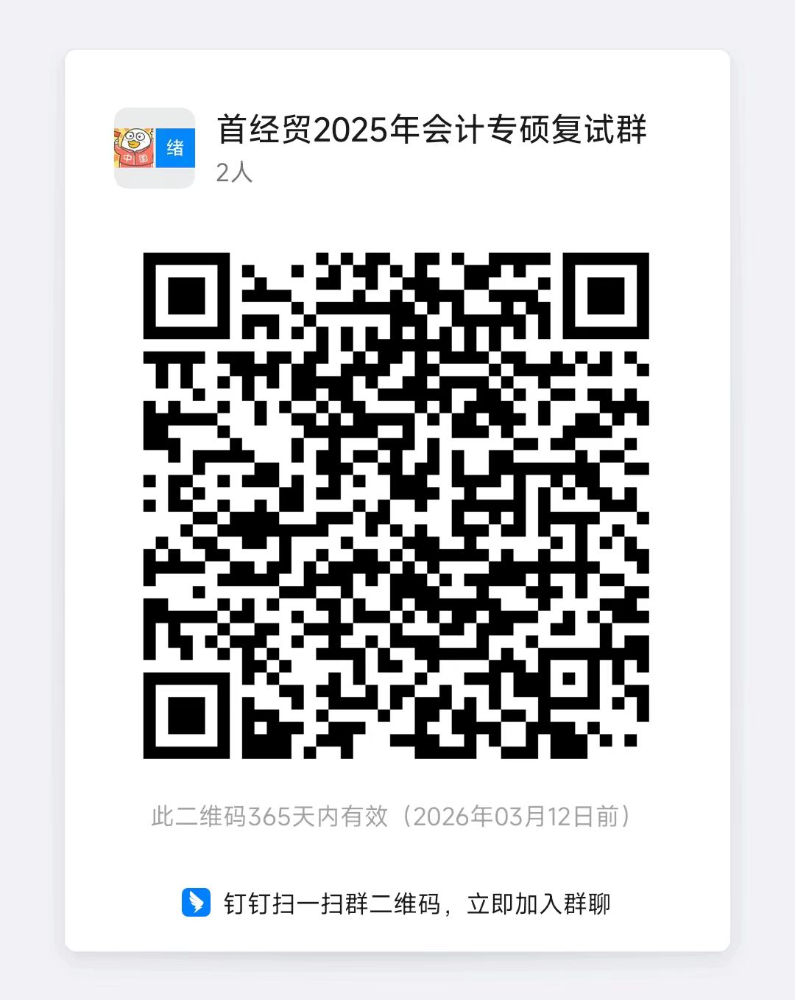 首经贸2025年会计专硕复试群
2人
中国
绪
此二维码365天内有效（2026年03月12日前）
钉钉扫一扫群二维码，立即加入群聊